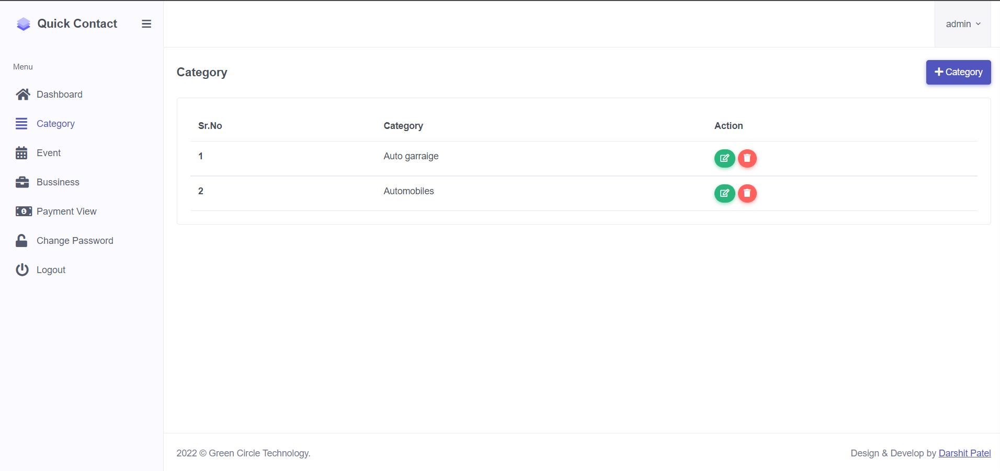 Quick Contact
admin
Menu
Dashboard
Category
Event
Bussiness
Payment View
Change Password
Logout
Category
Category
Sr.No Category Action
1 Auto garraige
2 Automobiles
2022 © Green Circle Technology.
Design & Develop by Darshit Patel